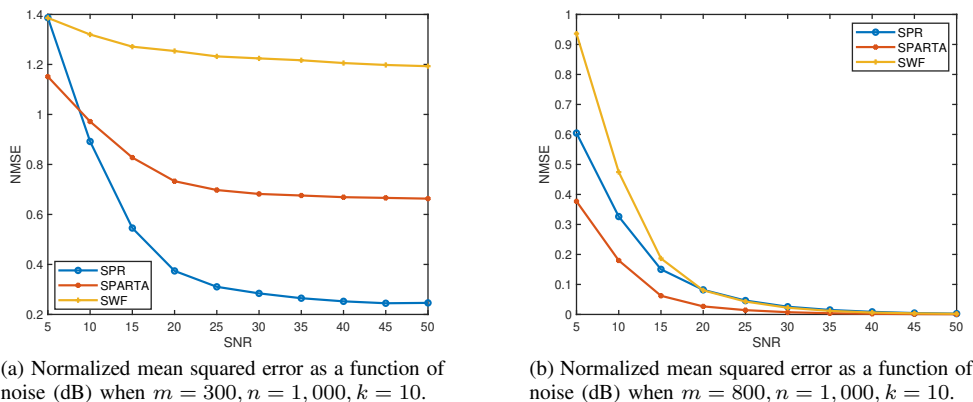 1.4
1.2
1
0.8
0.6
0.4
0.2
NMSE
SPR
SPARTA
SWF
5 10 15 20 25 30 35 40 45 50
SNR
(a) Normalized mean squared error as a function of
noise (dB) when m = 300, n = 1, 000, k = 10.
1
0.9
0.8
0.7
0.6
0.5
0.4
0.3
0.2
0.1
0
NMSE
SPR
SPARTA
SWF
5 10 15 20 25 30 35 40 45 50
SNR
(b) Normalized mean squared error as a function of
noise (dB) when m = 800, n = 1, 000, k = 10.